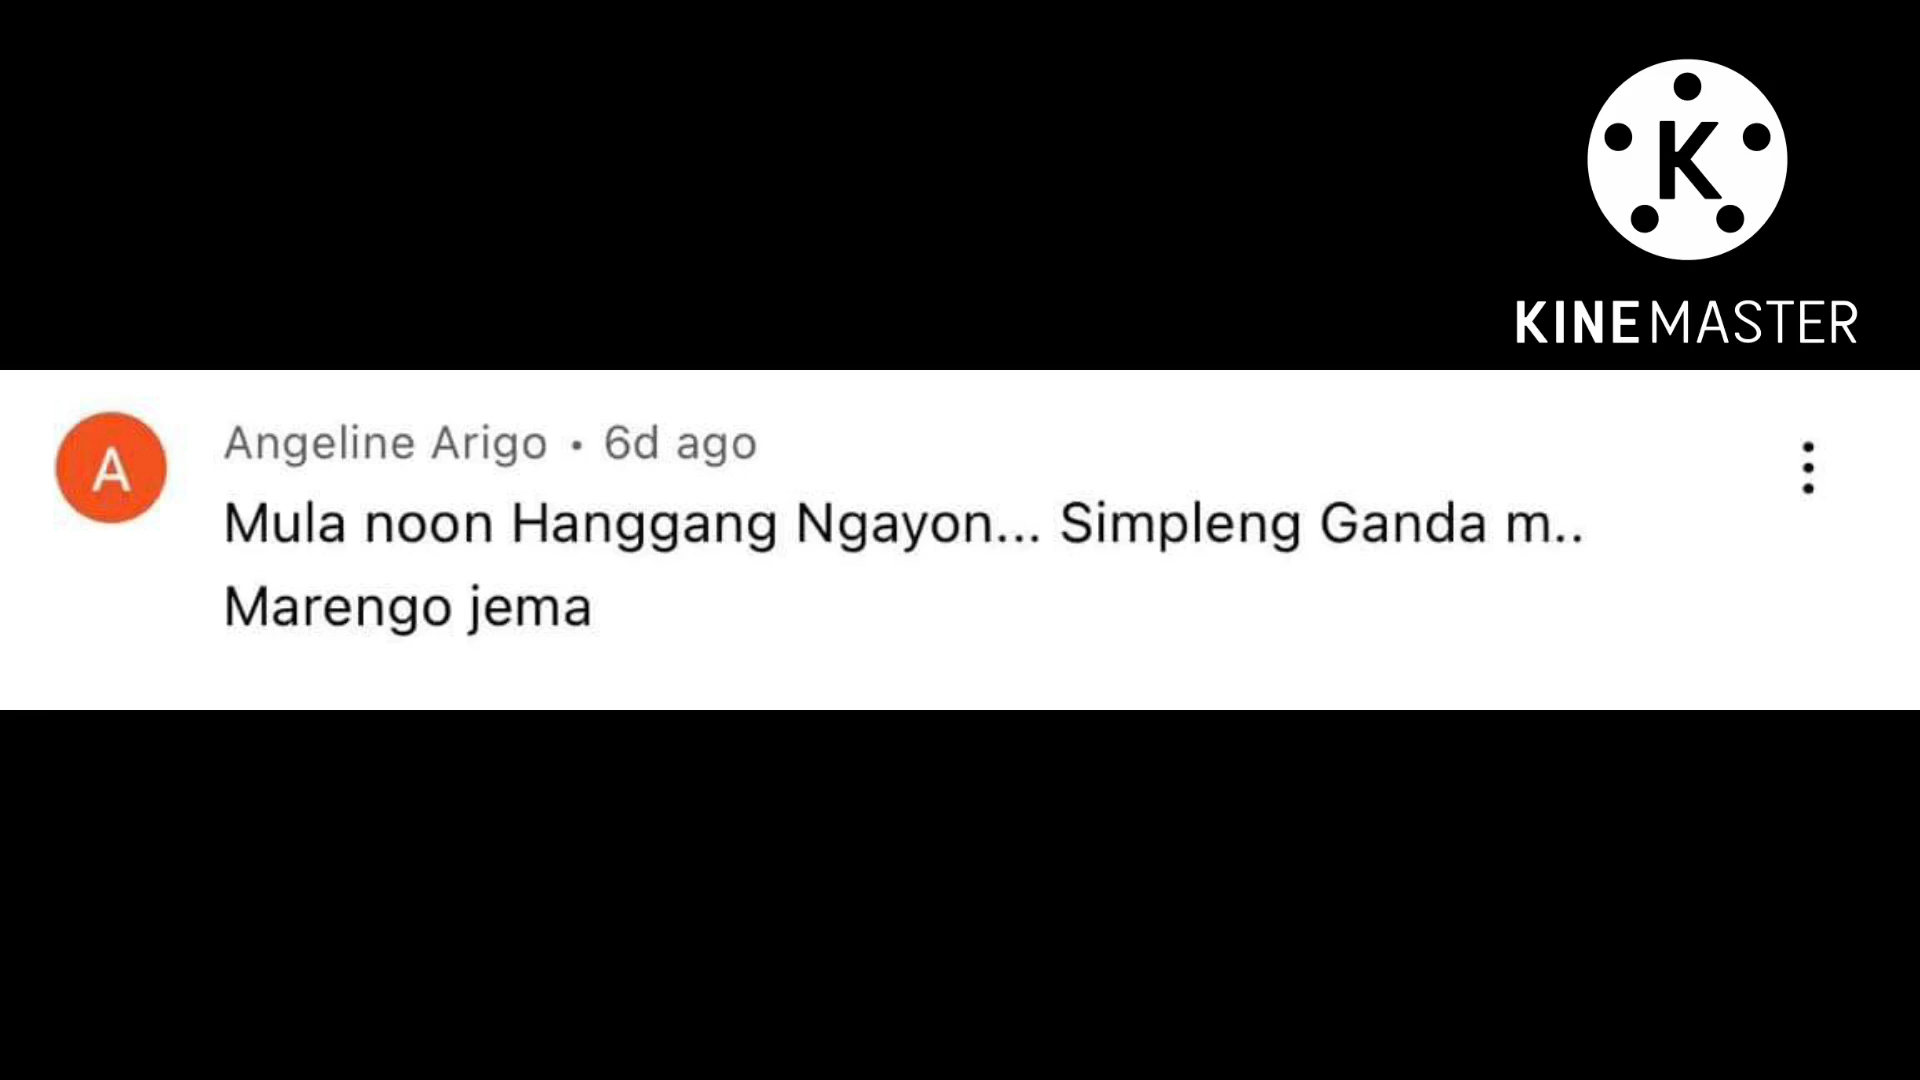 K
KINEMASTER
A
Angeline Arigo • 6d ago
Mula noon Hanggang Ngayon... Simpleng Ganda m..
Marengo jema